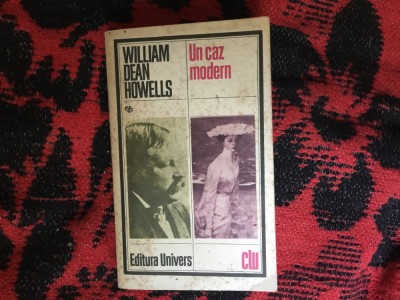 WILLIAM
DEAN
HOWELLS
Un caz
modern
Editura Univers
clu